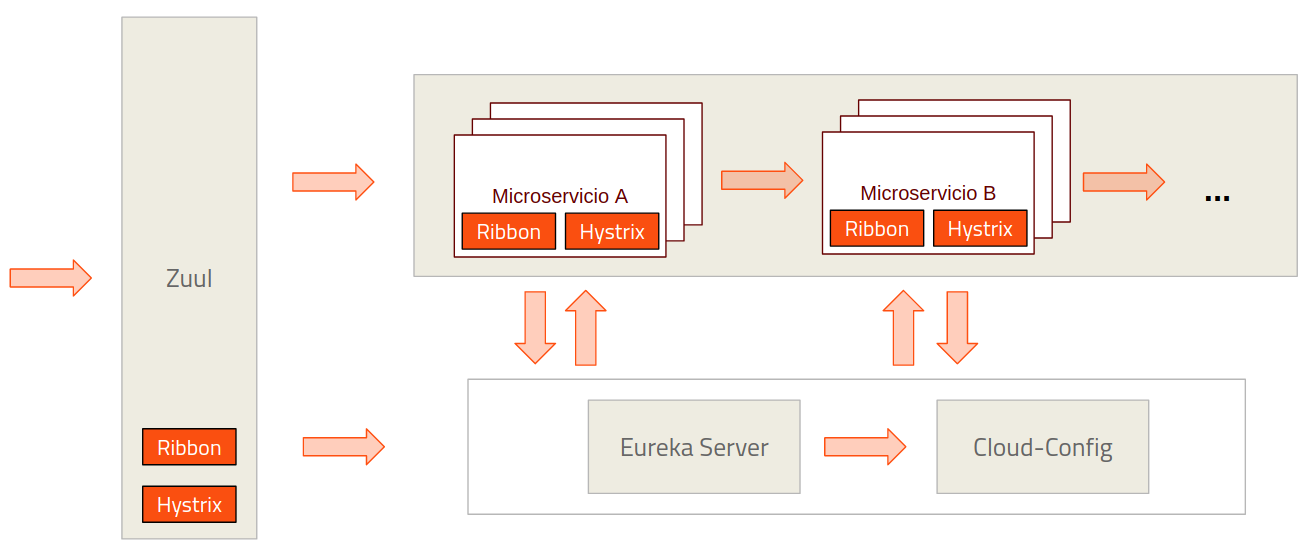 Zuul
Ribbon
Hystrix
Microservicio A
Ribbon
Hystrix
Microservicio B
Ribbon
Hystrix
...
Eureka Server
Cloud-Config